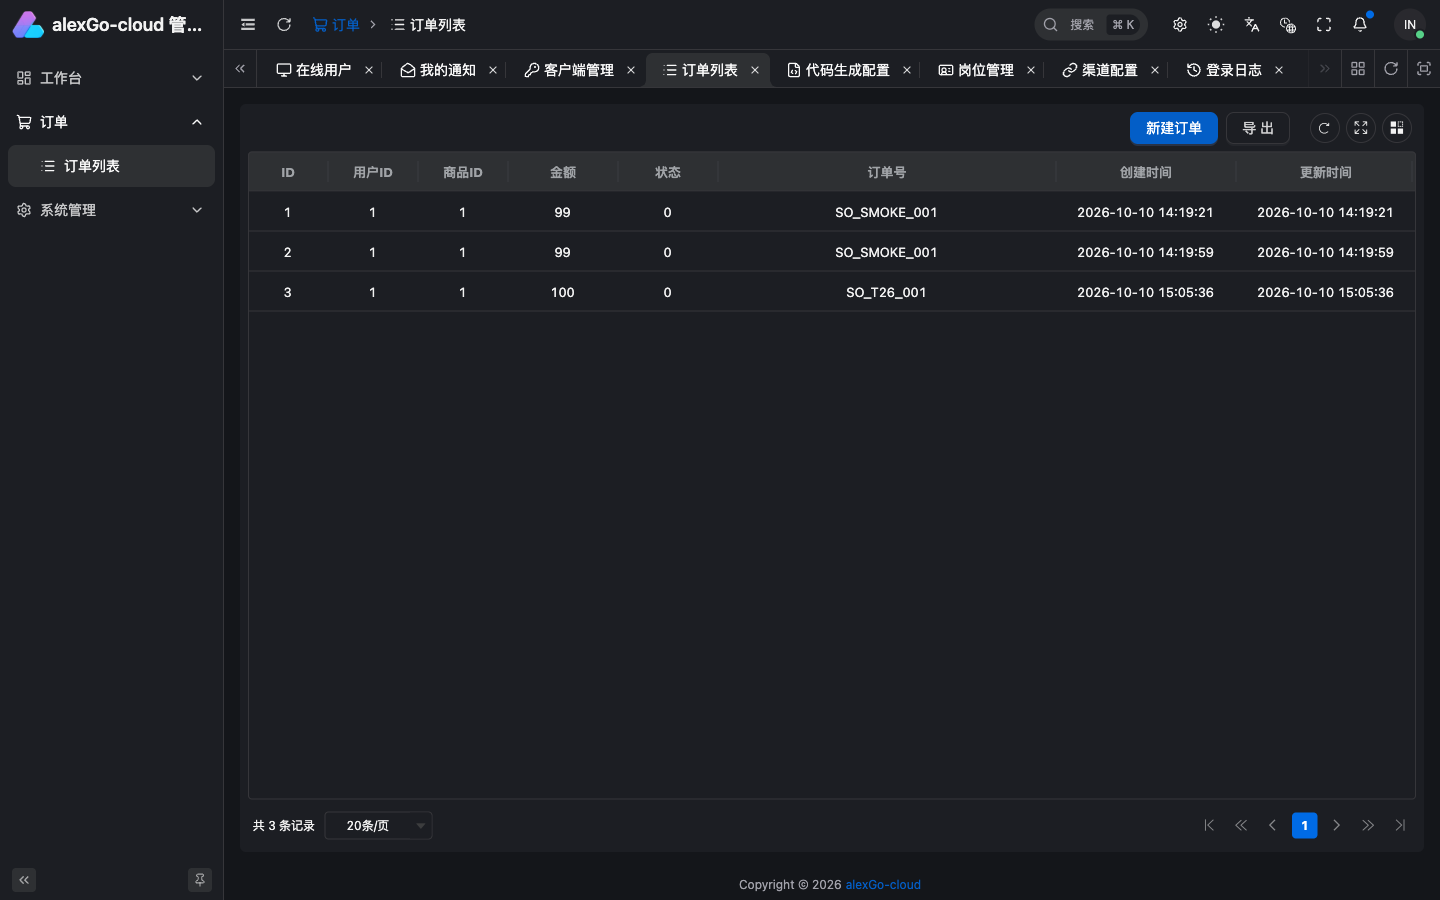 alexGo-cloud 管...
订单
订单列表
搜索
⌘ K
IN
工作台
订单
订单列表
系统管理
在线用户
我的通知
客户端管理
订单列表
代码生成配置
岗位管理
渠道配置
登录日志
新建订单
导 出
ID 用户ID 商品ID 金额 状态 订单号 创建时间 更新时间
1 1 1 99 0 SO_SMOKE_001 2026-10-10 14:19:21 2026-10-10 14:19:21
2 1 1 99 0 SO_SMOKE_001 2026-10-10 14:19:59 2026-10-10 14:19:59
3 1 1 100 0 SO_T26_001 2026-10-10 15:05:36 2026-10-10 15:05:36
共 3 条记录
20条/页
1
Copyright © 2026 alexGo-cloud